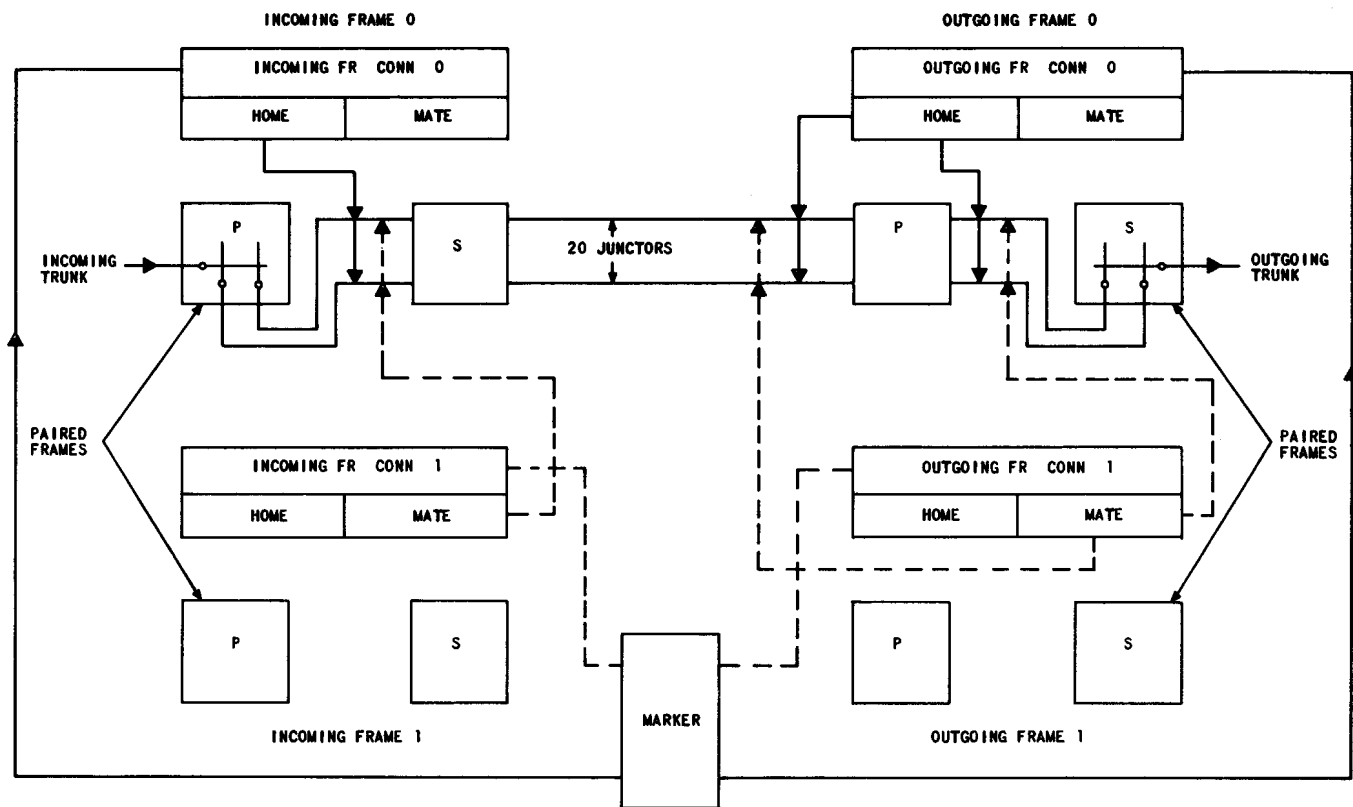 INCOMING FRAME 0
OUTGOING FRAME 0
INCOMING FR CONN 0
HOME
MATE
OUTGOING FR CONN 0
HOME
MATE
P
S
20 JUNCTORS
P
S
INCOMING
TRUNK
OUTGOING
TRUNK
PAIRED
FRAMES
PAIRED
FRAMES
INCOMING FR CONN 1
HOME
MATE
OUTGOING FR CONN 1
HOME
MATE
P
S
P
S
MARKER
INCOMING FRAME 1
OUTGOING FRAME 1